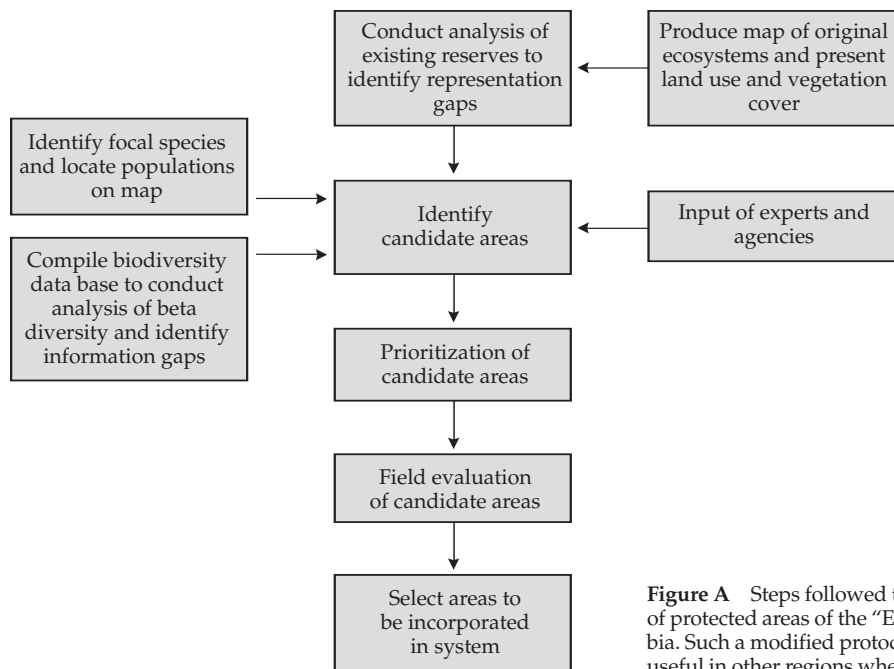 Conduct analysis of
existing reserves to
identify representation
gaps
Produce map of original
ecosystems and present
land use and vegetation
cover
Identify focal species
and locate populations
on map
Identify
candidate areas
Input of experts and
agencies
Compile biodiversity
data base to conduct
analysis of beta
diversity and identify
information gaps
Prioritization of
candidate areas
Field evaluation
of candidate areas
Select areas to
be incorporated
in system
Figure A Steps followed
of protected areas of the “E
bia. Such a modified protoc
useful in other regions whe